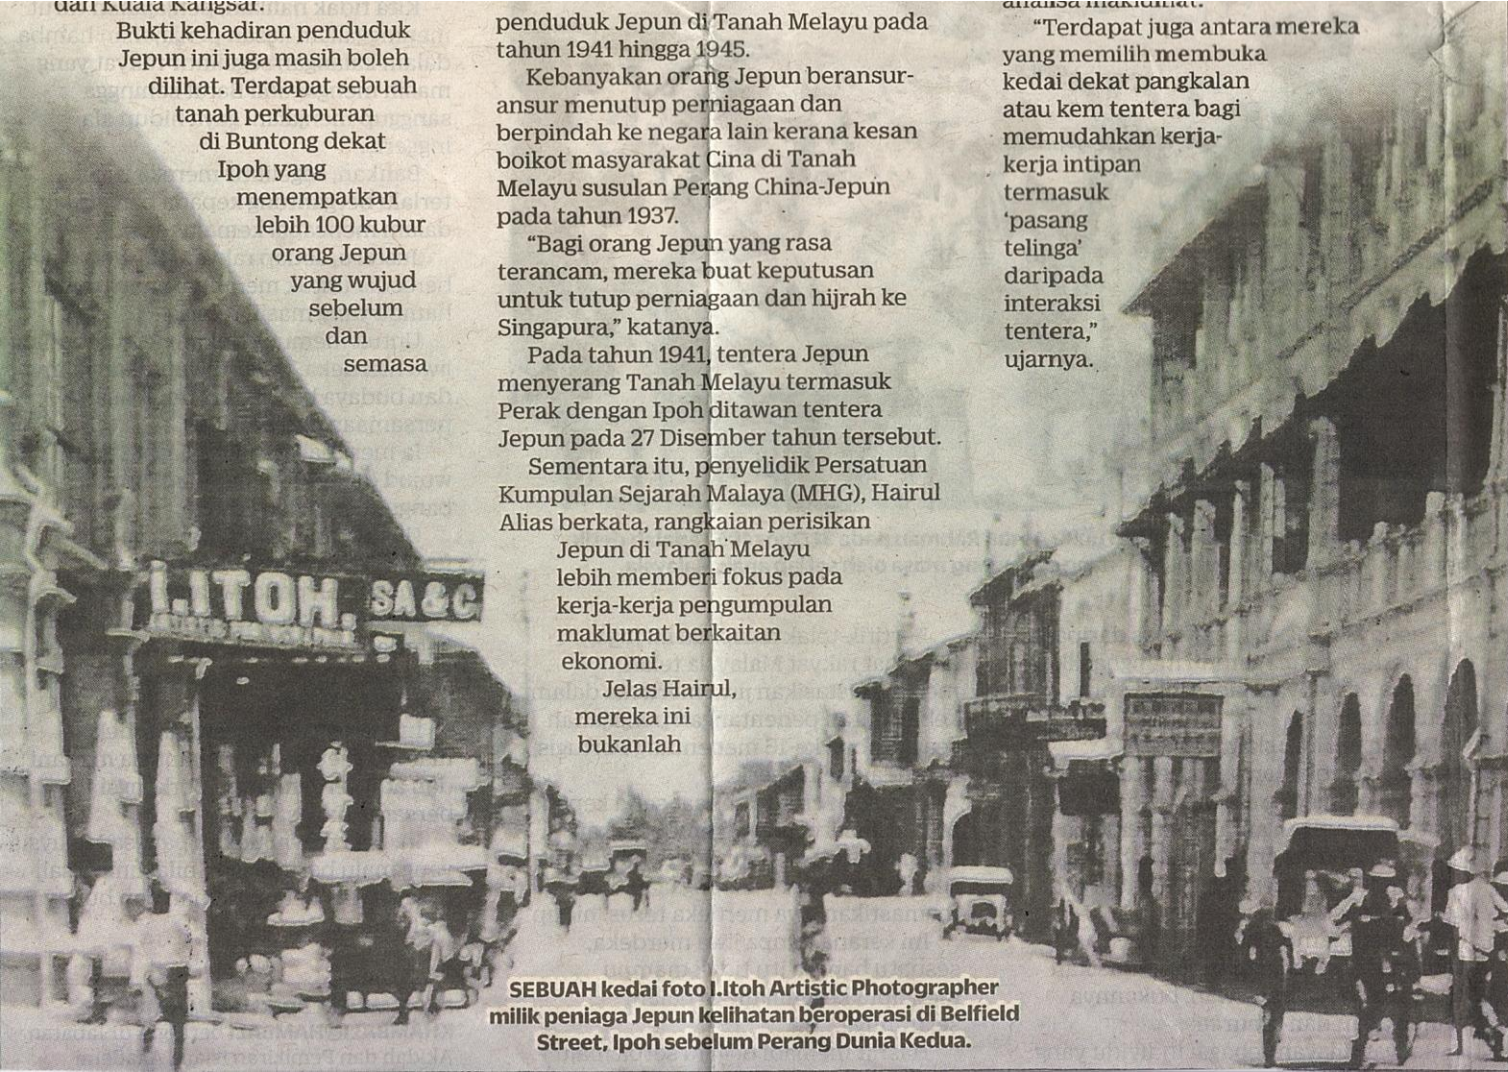 dan Kuala Kangsar.
Bukti kehadiran penduduk
Jepun ini juga masih boleh
dilihat. Terdapat sebuah
tanah perkuburan
di Buntong dekat
Ipoh yang
menempatkan
lebih 100 kubur
orang Jepun
yang wujud
sebelum
dan
semasa
penduduk Jepun di Tanah Melayu pada
tahun 1941 hingga 1945.
Kebanyakan orang Jepun beransur-
ansur menutup perniagaan dan
berpindah ke negara lain kerana kesan
boikot masyarakat Cina di Tanah
Melayu susulan Perang China-Jepun
pada tahun 1937.
“Bagi orang Jepun yang rasa
terancam, mereka buat keputusan
untuk tutup perniagaan dan hijrah ke
Singapura,” katanya.
Pada tahun 1941, tentera Jepun
menyerang Tanah Melayu termasuk
Perak dengan Ipoh ditawan tentera
Jepun pada 27 Disember tahun tersebut.
Sementara itu, penyelidik Persatuan
Kumpulan Sejarah Malaya (MHG), Hairul
Alias berkata, rangkaian perisikan
Jepun di Tanah Melayu
lebih memberi fokus pada
kerja-kerja pengumpulan
maklumat berkaitan
ekonomi.
Jelas Hairul,
mereka ini
bukanlah
analisa maklumat.
“Terdapat juga antara mereka
yang memilih membuka
kedai dekat pangkalan
atau kem tentera bagi
memudahkan kerja-
kerja intipan
termasuk
‘pasang
telinga’
daripada
interaksi
tentera,”
ujarnya.
I.ITOH.
SA & C
SEBUAH kedai foto I.Itoh Artistic Photographer
milik peniaga Jepun kelihatan beroperasi di Belfield
Street, Ipoh sebelum Perang Dunia Kedua.